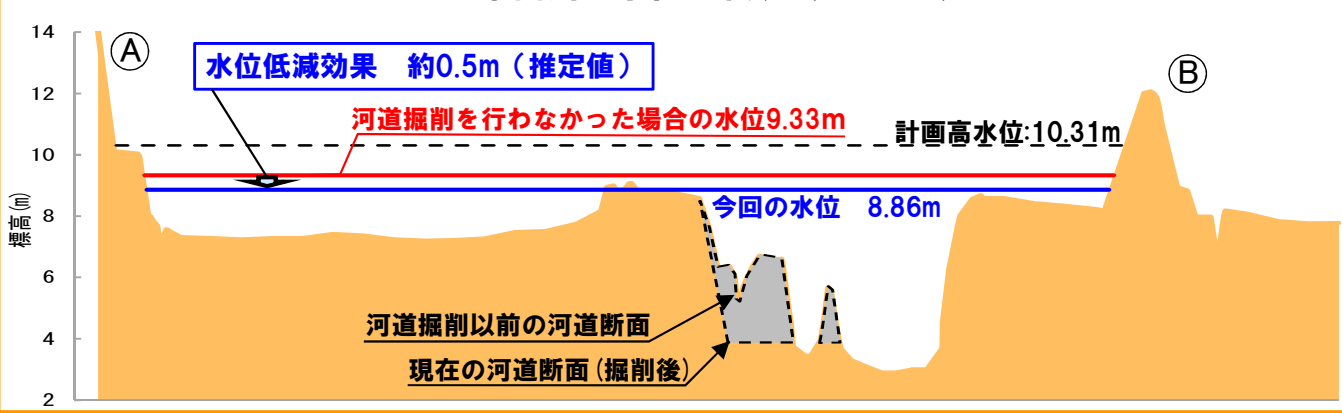 14
Ⓐ
Ⓑ
水位低減効果　約0.5m（推定値）
12
河道掘削を行わなかった場合の水位9.33m
計画高水位:10.31m
10
今回の水位　8.86m
8
標高(m)
6
河道掘削以前の河道断面
4
現在の河道断面(掘削後)
2